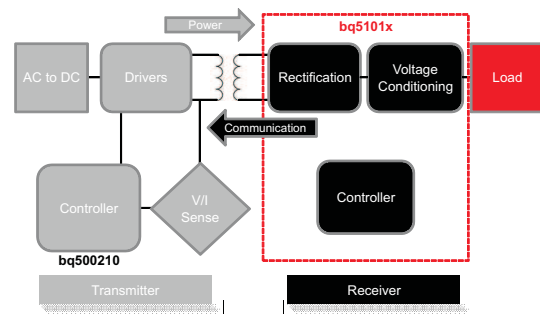 Power
bq5101x
AC to DC
Drivers
Rectification
Voltage
Conditioning
Load
Communication
Controller
V/I
Sense
Controller
bq500210
Transmitter
Receiver